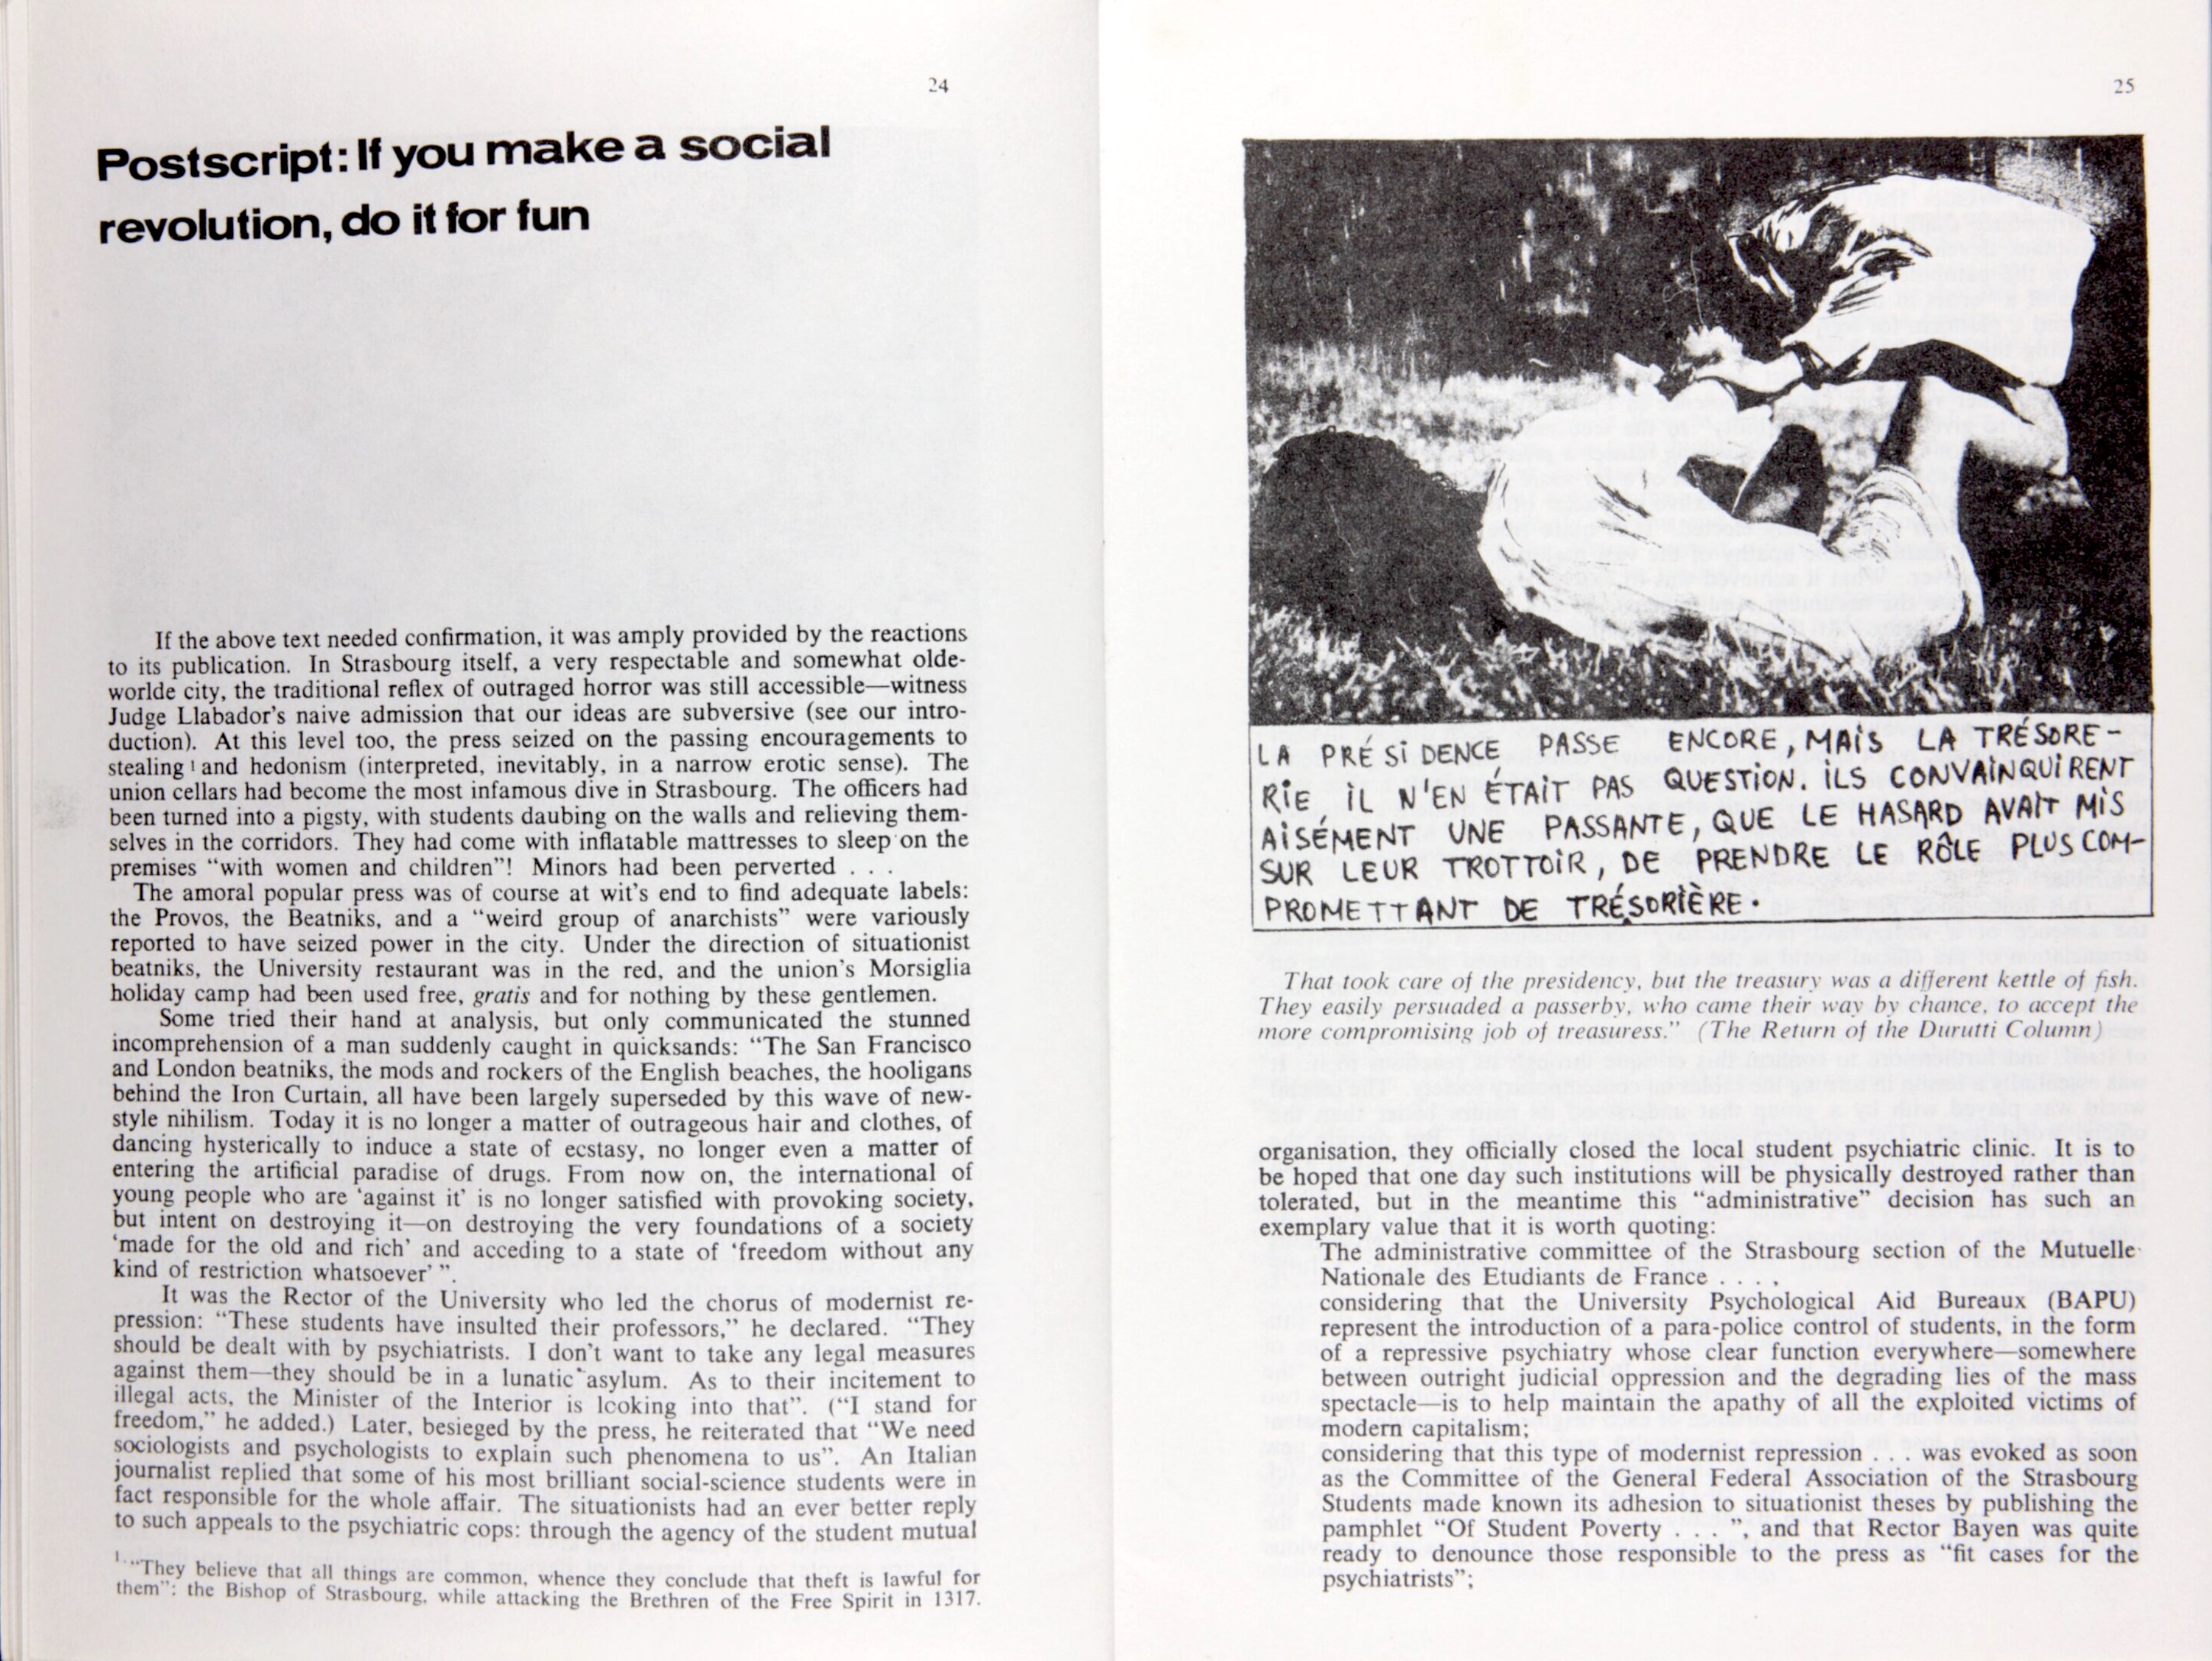 24
Postscript: If you make a social
revolution, do it for fun
If the above text needed confirmation, it was amply provided by the reactions
to its publication. In Strasbourg itself, a very respectable and somewhat olde-
worlde city, the traditional reflex of outraged horror was still accessible—witness
Judge Llabador's naive admission that our ideas are subversive (see our intro-
duction). At this level too, the press seized on the passing encouragements to
stealing 1 and hedonism (interpreted, inevitably, in a narrow erotic sense). The
union cellars had become the most infamous dive in Strasbourg. The officers had
been turned into a pigsty, with students daubing on the walls and relieving them-
selves in the corridors. They had come with inflatable mattresses to sleep on the
premises “with women and children”! Minors had been perverted . . .
The amoral popular press was of course at wit's end to find adequate labels:
the Provos, the Beatniks, and a “weird group of anarchists” were variously
reported to have seized power in the city. Under the direction of situationist
beatniks, the University restaurant was in the red, and the union's Morsiglia
holiday camp had been used free, gratis and for nothing by these gentlemen.
Some tried their hand at analysis, but only communicated the stunned
incomprehension of a man suddenly caught in quicksands: “The San Francisco
and London beatniks, the mods and rockers of the English beaches, the hooligans
behind the Iron Curtain, all have been largely superseded by this wave of new-
style nihilism. Today it is no longer a matter of outrageous hair and clothes, of
dancing hysterically to induce a state of ecstasy, no longer even a matter of
entering the artificial paradise of drugs. From now on, the international of
young people who are ‘against it’ is no longer satisfied with provoking society,
but intent on destroying it—on destroying the very foundations of a society
‘made for the old and rich’ and acceding to a state of ‘freedom without any
kind of restriction whatsoever’ ”.
It was the Rector of the University who led the chorus of modernist re-
pression: “These students have insulted their professors,” he declared. “They
should be dealt with by psychiatrists. I don't want to take any legal measures
against them—they should be in a lunatic asylum. As to their incitement to
illegal acts, the Minister of the Interior is lcoking into that”. (“I stand for
freedom,” he added.) Later, besieged by the press, he reiterated that “We need
sociologists and psychologists to explain such phenomena to us”. An Italian
journalist replied that some of his most brilliant social-science students were in
fact responsible for the whole affair. The situationists had an ever better reply
to such appeals to the psychiatric cops: through the agency of the student mutual
1. “They believe that all things are common, whence they conclude that theft is lawful for
them”: the Bishop of Strasbourg, while attacking the Brethren of the Free Spirit in 1317.
25
LA PRÉSIDENCE PASSE ENCORE, MAIS LA TRÉSORE-
RIE IL N'EN ÉTAIT PAS QUESTION. ILS CONVAINQUIRENT
AISÉMENT UNE PASSANTE, QUE LE HASARD AVAIT MIS
SUR LEUR TROTTOIR, DE PRENDRE LE RÔLE PLUS COM-
PROMETTANT DE TRÉSORIÈRE.
That took care of the presidency, but the treasury was a different kettle of fish.
They easily persuaded a passerby, who came their way by chance, to accept the
more compromising job of treasuress.” (The Return of the Durutti Column)
organisation, they officially closed the local student psychiatric clinic. It is to
be hoped that one day such institutions will be physically destroyed rather than
tolerated, but in the meantime this “administrative” decision has such an
exemplary value that it is worth quoting:
The administrative committee of the Strasbourg section of the Mutuelle
Nationale des Etudiants de France . . . .
considering that the University Psychological Aid Bureaux (BAPU)
represent the introduction of a para-police control of students, in the form
of a repressive psychiatry whose clear function everywhere—somewhere
between outright judicial oppression and the degrading lies of the mass
spectacle—is to help maintain the apathy of all the exploited victims of
modern capitalism;
considering that this type of modernist repression . . . was evoked as soon
as the Committee of the General Federal Association of the Strasbourg
Students made known its adhesion to situationist theses by publishing the
pamphlet “Of Student Poverty . . . ”, and that Rector Bayen was quite
ready to denounce those responsible to the press as “fit cases for the
psychiatrists”;